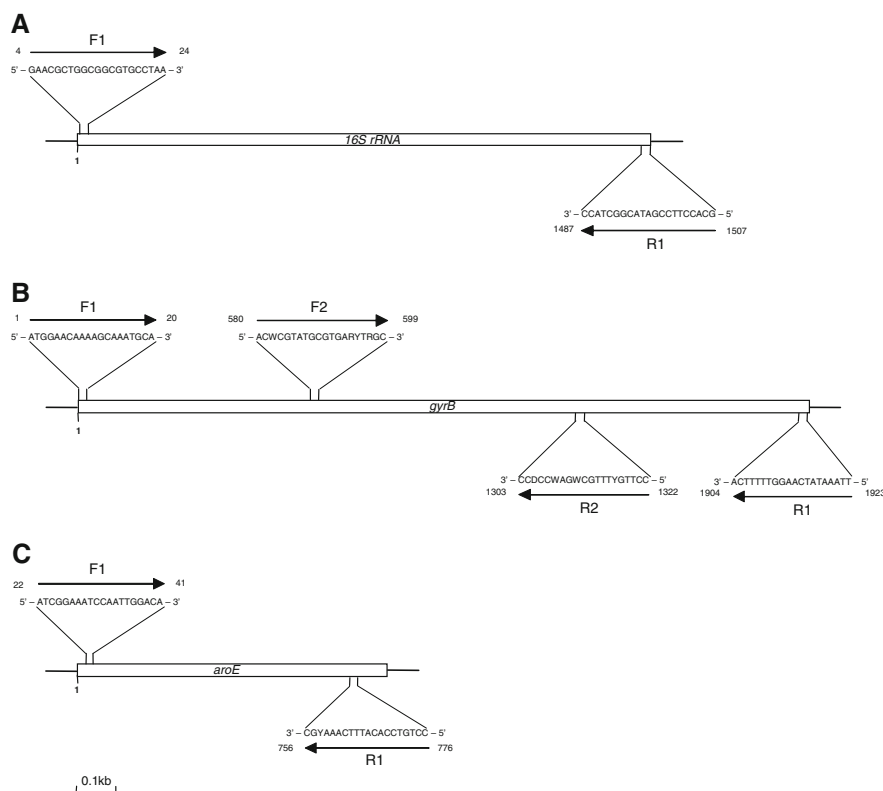 A
F1
4 24
5' – GAACGCTGGCGGCGTGCCTAA – 3'
16S rRNA
1
3' – CCATCGGCATAGCCTTCCACG – 5'
1487 1507
R1
B
F1 F2
1 20 580 599
5' – ATGGAACAAAAGCAAATGCA – 3' 5' – ACWCGTATGCGTGARYTRGC – 3'
gyrB
1
3' – CCDCCWAGWCGTTTYGTTCC – 5' 3' – ACTTTTTGGAACTATAAATT – 5'
1303 1322 1904 1923
R2 R1
C
F1
22 41
5' – ATCGGAAATCCAATTGGACA – 3'
aroE
1
3' – CGYAAACTTTACACCTGTCC – 5'
756 776
R1
0.1kb